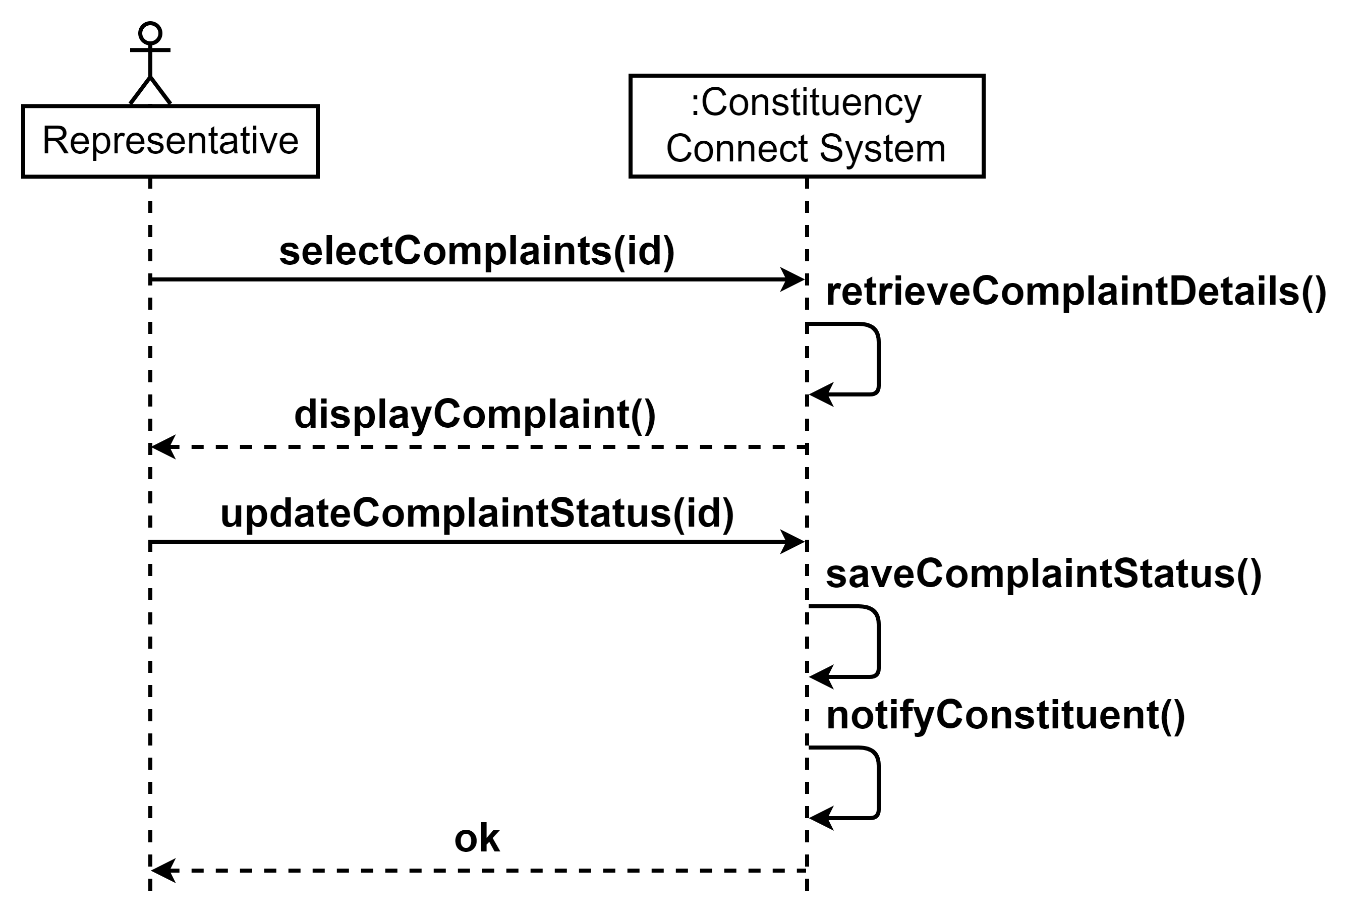 Representative
:Constituency
Connect System
selectComplaints(id)
retrieveComplaintDetails()
displayComplaint()
updateComplaintStatus(id)
saveComplaintStatus()
notifyConstituent()
ok